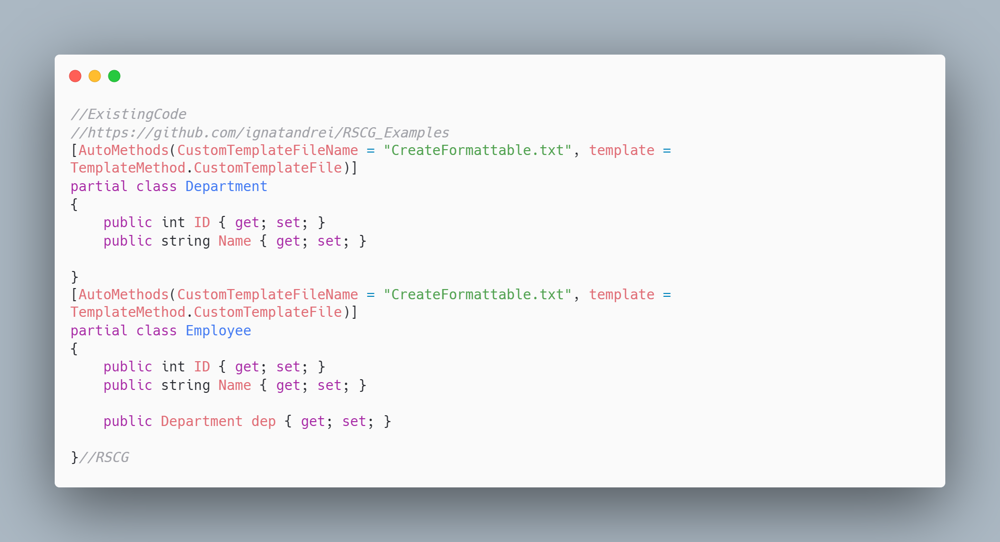 //ExistingCode
//https://github.com/ignatandrei/RSCG_Examples
[AutoMethods(CustomTemplateFileName = "CreateFormattable.txt", template =
TemplateMethod.CustomTemplateFile)]
partial class Department
{
    public int ID { get; set; }
    public string Name { get; set; }

}
[AutoMethods(CustomTemplateFileName = "CreateFormattable.txt", template =
TemplateMethod.CustomTemplateFile)]
partial class Employee
{
    public int ID { get; set; }
    public string Name { get; set; }

    public Department dep { get; set; }

}//RSCG